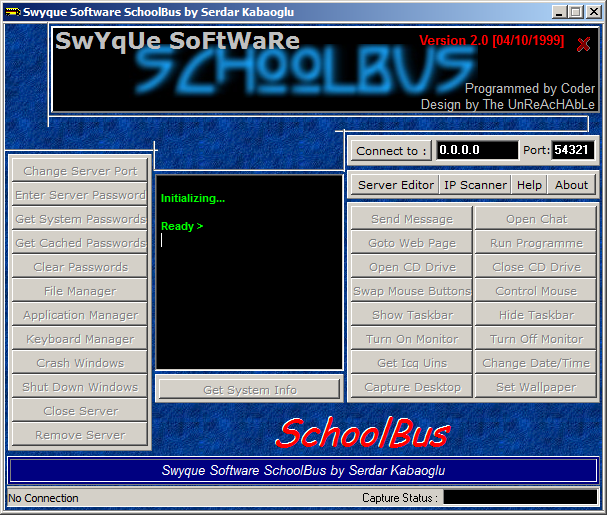 Swyque Software SchoolBus by Serdar Kabaoglu
SwYqUe SoFtWaRe
Version 2.0 [04/10/1999]
SCHOOLBUS
Programmed by Coder
Design by The UnReAcHAbLe
Connect to :
0.0.0.0
Port:
54321
Server Editor
IP Scanner
Help
About
Change Server Port
Enter Server Password
Get System Passwords
Get Cached Passwords
Clear Passwords
File Manager
Application Manager
Keyboard Manager
Crash Windows
Shut Down Windows
Close Server
Remove Server
Initializing...
Ready >
Get System Info
Send Message
Open Chat
Goto Web Page
Run Programme
Open CD Drive
Close CD Drive
Swap Mouse Buttons
Control Mouse
Show Taskbar
Hide Taskbar
Turn On Monitor
Turn Off Monitor
Get Icq Uins
Change Date/Time
Capture Desktop
Set Wallpaper
SchoolBus
Swyque Software SchoolBus by Serdar Kabaoglu
No Connection
Capture Status :